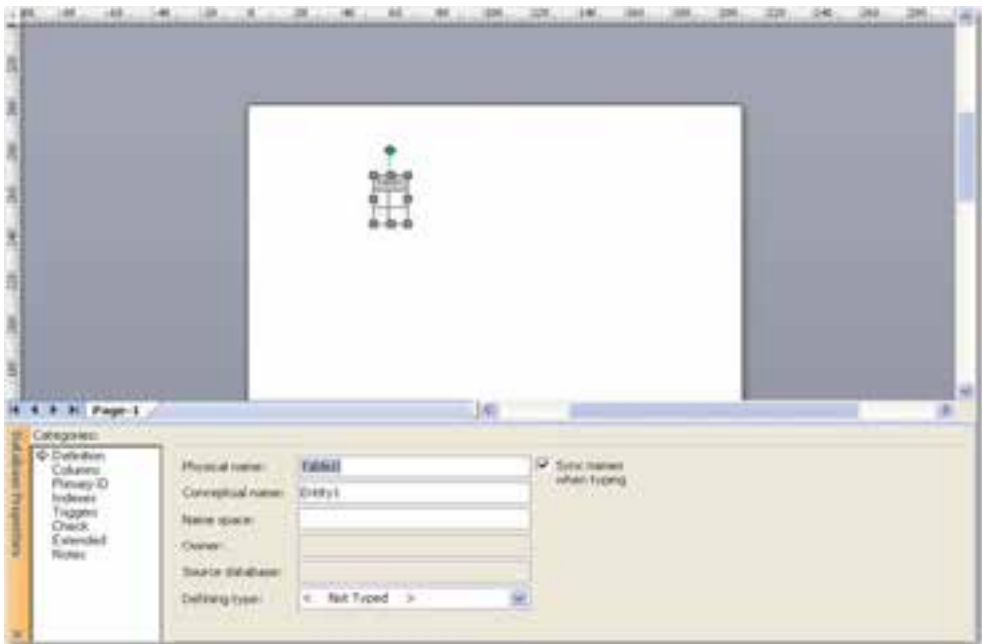 Page-1
Database Properties
Categories:
Definition
Columns
Primary ID
Indexes
Triggers
Check
Extended
Notes
Physical name: Table1
Conceptual name: Entity1
Name space:
Owner:
Source database:
Defining type: < Not Typed >
Sync names
when typing